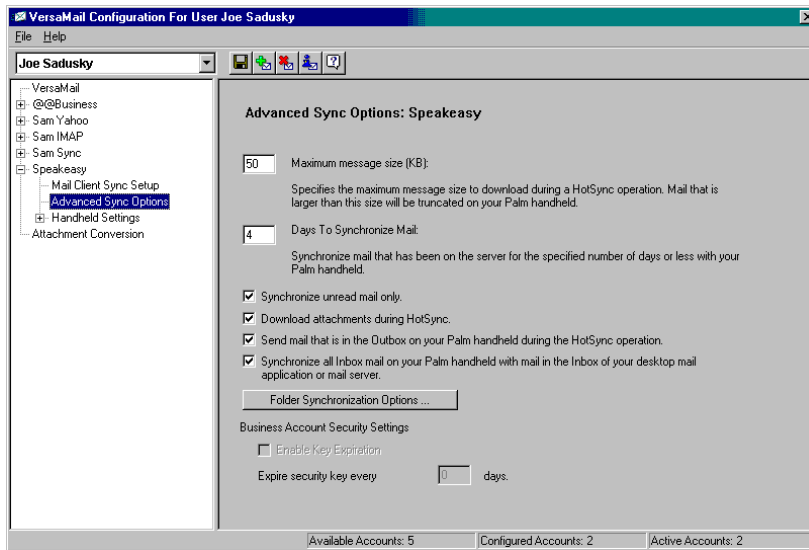 VersaMail Configuration For User Joe Sadusky
File Help
Joe Sadusky
VersaMail
@@Business
Sam Yahoo
Sam IMAP
Sam Sync
Speakeasy
Mail Client Sync Setup
Advanced Sync Options
Handheld Settings
Attachment Conversion
Advanced Sync Options: Speakeasy
50 Maximum message size (KB):
Specifies the maximum message size to download during a HotSync operation. Mail that is
larger than this size will be truncated on your Palm handheld.
4 Days To Synchronize Mail:
Synchronize mail that has been on the server for the specified number of days or less with your
Palm handheld.
Synchronize unread mail only.
Download attachments during HotSync.
Send mail that is in the Outbox on your Palm handheld during the HotSync operation.
Synchronize all Inbox mail on your Palm handheld with mail in the Inbox of your desktop mail
application or mail server.
Folder Synchronization Options ...
Business Account Security Settings
Enable Key Expiration
Expire security key every 0 days.
Available Accounts: 5 Configured Accounts: 2 Active Accounts: 2